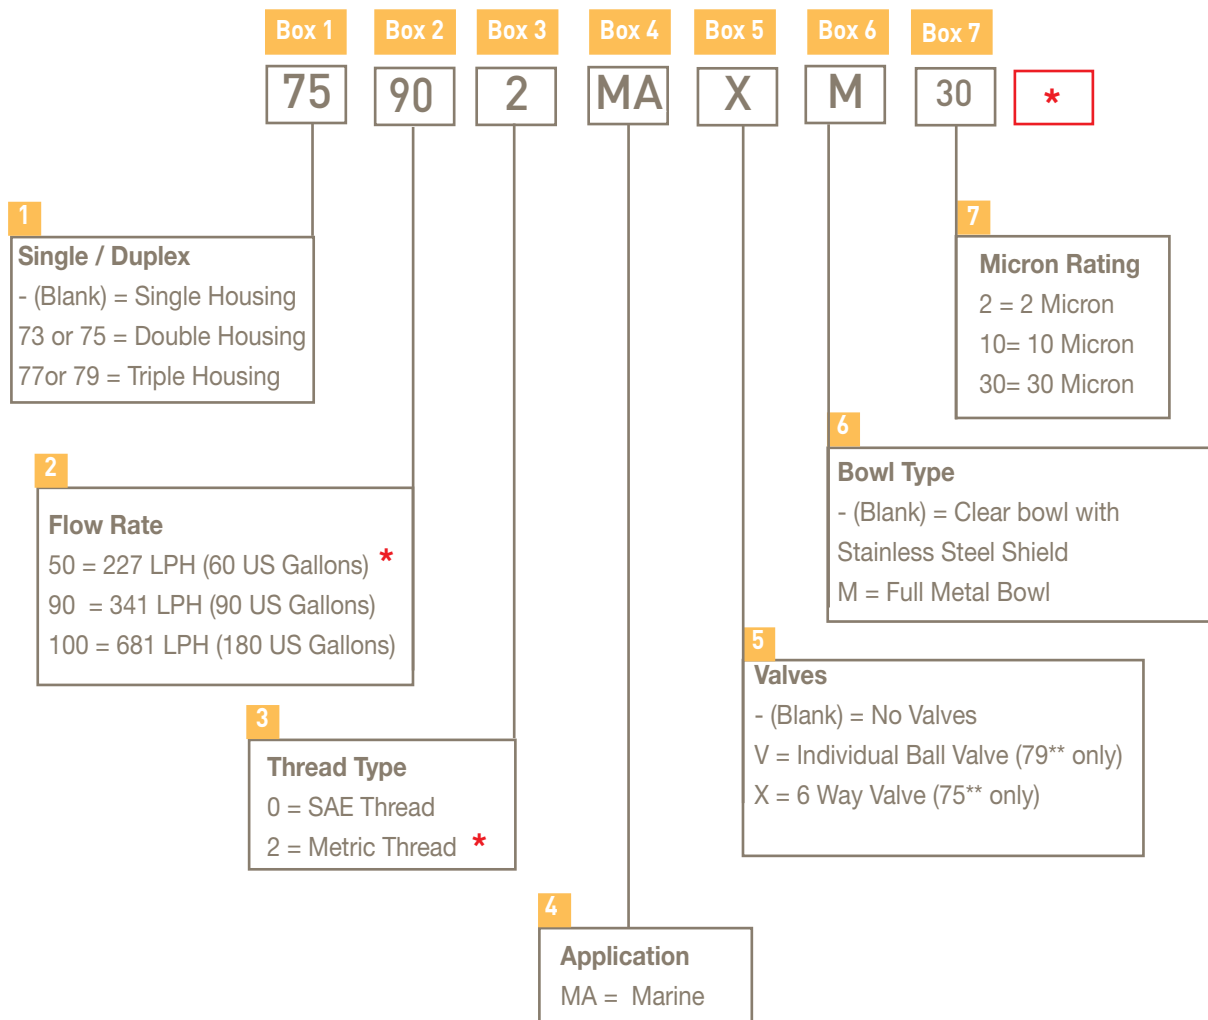 Box 1 Box 2 Box 3 Box 4 Box 5 Box 6 Box 7
75 90 2 MA X M 30 *
1
Single / Duplex
- (Blank) = Single Housing
73 or 75 = Double Housing
77or 79 = Triple Housing
7
Micron Rating
2 = 2 Micron
10= 10 Micron
30= 30 Micron
2
Flow Rate
50 = 227 LPH (60 US Gallons) *
90 = 341 LPH (90 US Gallons)
100 = 681 LPH (180 US Gallons)
6
Bowl Type
- (Blank) = Clear bowl with
Stainless Steel Shield
M = Full Metal Bowl
3
Thread Type
0 = SAE Thread
2 = Metric Thread *
5
Valves
- (Blank) = No Valves
V = Individual Ball Valve (79** only)
X = 6 Way Valve (75** only)
4
Application
MA = Marine